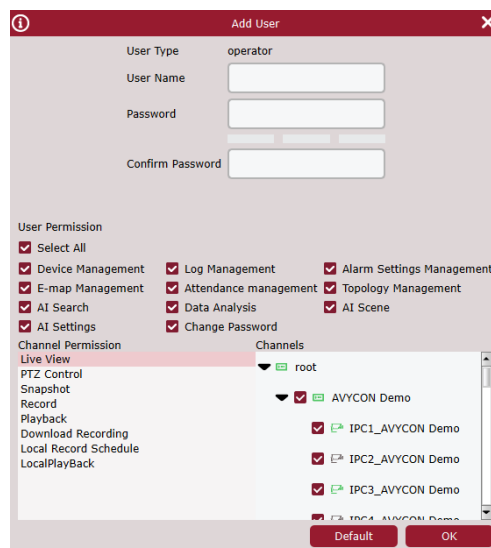 Add User
User Type operator
User Name
Password
Confirm Password
User Permission
Select All
Device Management Log Management Alarm Settings Management
E-map Management Attendance management Topology Management
AI Search Data Analysis AI Scene
AI Settings Change Password
Channel Permission Channels
Live View
PTZ Control
Snapshot
Record
Playback
Download Recording
Local Record Schedule
LocalPlayBack
root
AVYCON Demo
IPC1_AVYCON Demo
IPC2_AVYCON Demo
IPC3_AVYCON Demo
IPC4_AVYCON Demo
Default OK